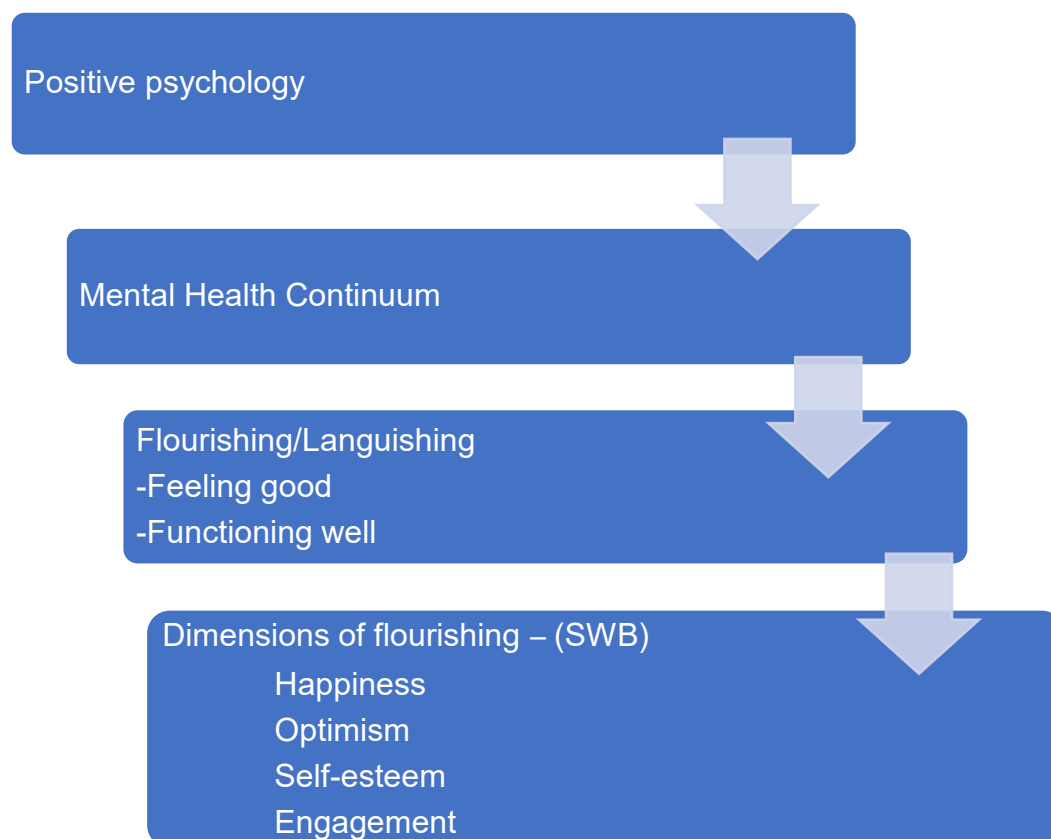 Positive psychology
Mental Health Continuum
Flourishing/Languishing
-Feeling good
-Functioning well
Dimensions of flourishing – (SWB)
Happiness
Optimism
Self-esteem
Engagement